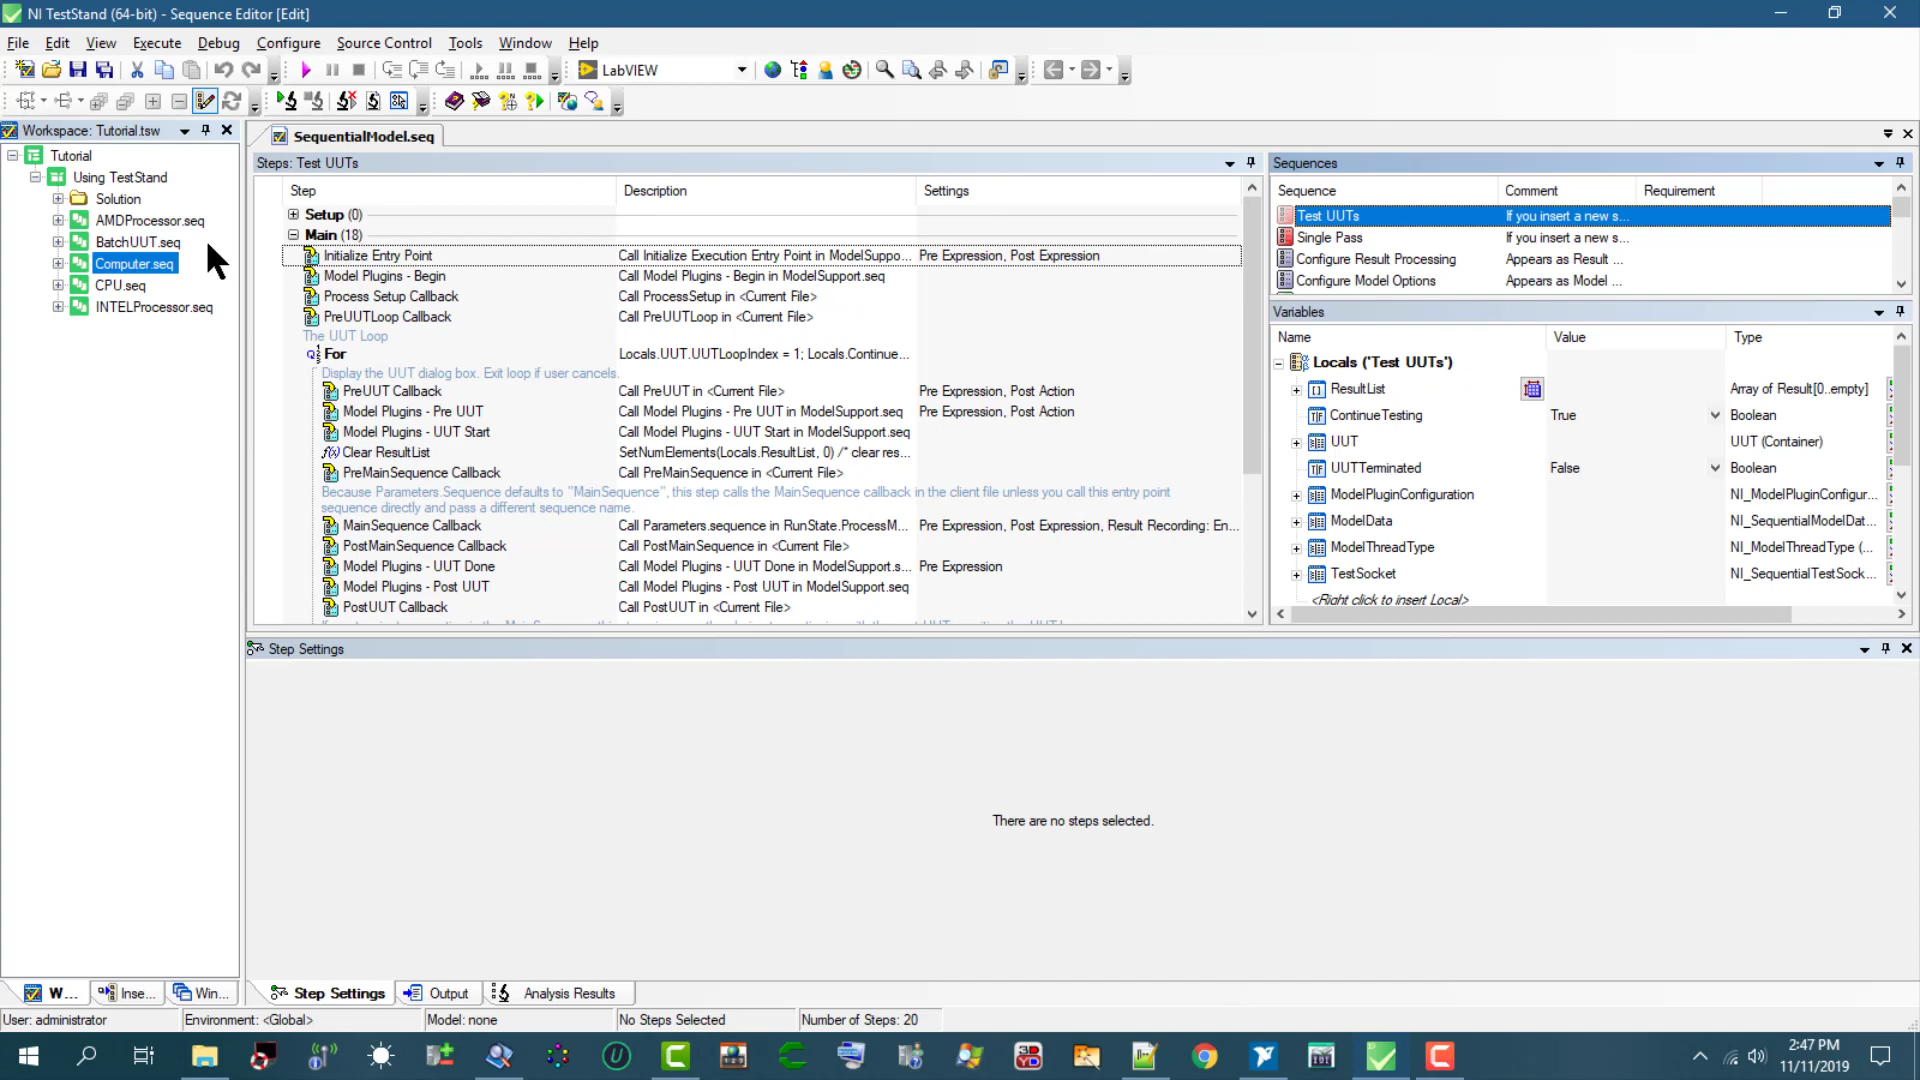 NI TestStand (64-bit) - Sequence Editor [Edit]
File Edit View Execute Debug Configure Source Control Tools Window Help
LabVIEW
Workspace: Tutorial.tsw
Tutorial
Using TestStand
Solution
AMDProcessor.seq
BatchUUT.seq
Computer.seq
CPU.seq
INTELProcessor.seq
SequentialModel.seq
Steps: Test UUTs
Step Description Settings
Setup (0)
Main (18)
Initialize Entry Point Call Initialize Execution Entry Point in ModelSuppo... Pre Expression, Post Expression
Model Plugins - Begin Call Model Plugins - Begin in ModelSupport.seq
Process Setup Callback Call ProcessSetup in <Current File>
PreUUTLoop Callback Call PreUUTLoop in <Current File>
The UUT Loop
For Locals.UUT.UUTLoopIndex = 1; Locals.Continue...
Display the UUT dialog box. Exit loop if user cancels.
PreUUT Callback Call PreUUT in <Current File> Pre Expression, Post Action
Model Plugins - Pre UUT Call Model Plugins - Pre UUT in ModelSupport.seq Pre Expression, Post Action
Model Plugins - UUT Start Call Model Plugins - UUT Start in ModelSupport.seq
f(x) Clear ResultList SetNumElements(Locals.ResultList, 0) /* clear res...
PreMainSequence Callback Call PreMainSequence in <Current File>
Because Parameters.Sequence defaults to "MainSequence", this step calls the MainSequence callback in the client file unless you call this entry point
sequence directly and pass a different sequence name.
MainSequence Callback Call Parameters.sequence in RunState.ProcessM... Pre Expression, Post Expression, Result Recording: En...
PostMainSequence Callback Call PostMainSequence in <Current File>
Model Plugins - UUT Done Call Model Plugins - UUT Done in ModelSupport.s... Pre Expression
Model Plugins - Post UUT Call Model Plugins - Post UUT in ModelSupport.seq
PostUUT Callback Call PostUUT in <Current File>
Sequences
Sequence Comment Requirement
Test UUTs If you insert a new s...
Single Pass If you insert a new s...
Configure Result Processing Appears as Result ...
Configure Model Options Appears as Model ...
Variables
Name Value Type
Locals ('Test UUTs')
ResultList Array of Result[0..empty]
ContinueTesting True Boolean
UUT UUT (Container)
UUTTerminated False Boolean
ModelPluginConfiguration NI_ModelPluginConfigur...
ModelData NI_SequentialModelDat...
ModelThreadType NI_ModelThreadType (...
TestSocket NI_SequentialTestSock...
<Right click to insert Local>
Step Settings
There are no steps selected.
W... Inse... Win... Step Settings Output Analysis Results
User: administrator Environment: <Global> Model: none No Steps Selected Number of Steps: 20
2:47 PM
11/11/2019